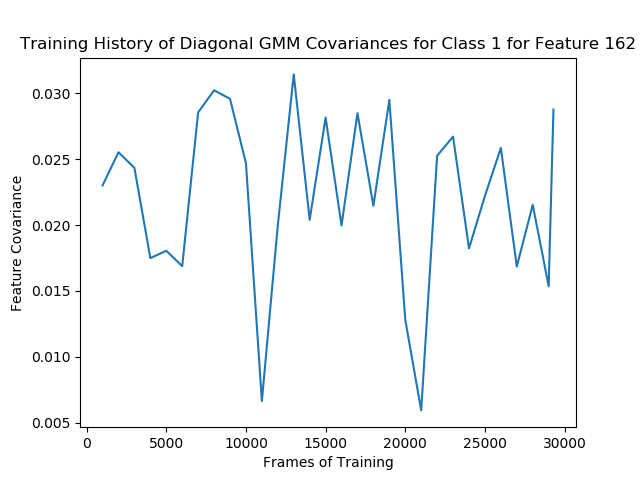 Training History of Diagonal GMM Covariances for Class 1 for Feature 162
0.030
0.025
0.020
0.015
0.010
0.005
Feature Covariance
0 5000 10000 15000 20000 25000 30000
Frames of Training